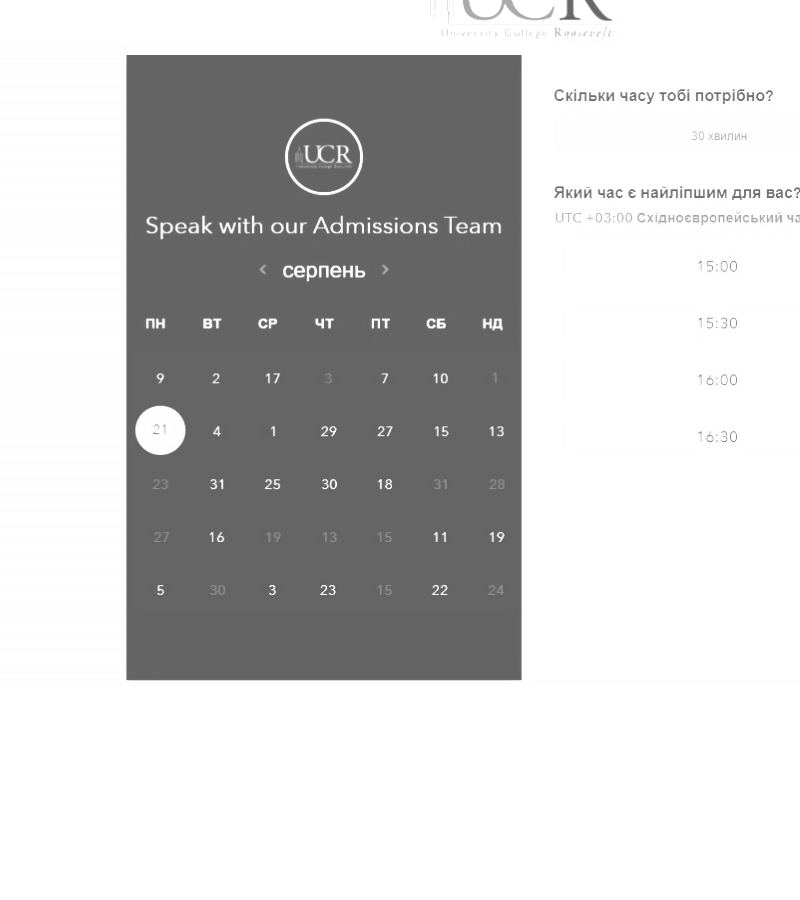 UCR
University College Roosevelt
UCR
Speak with our Admissions Team
серпень
ПН ВТ СР ЧТ ПТ СБ НД
9 2 17 3 7 10 1
21 4 1 29 27 15 13
23 31 25 30 18 31 28
27 16 19 13 15 11 19
5 30 3 23 15 22 24
Скільки часу тобі потрібно?
30 хвилин
Який час є найліпшим для вас?
UTC +03:00 Східноєвропейський ча
15:00
15:30
16:00
16:30